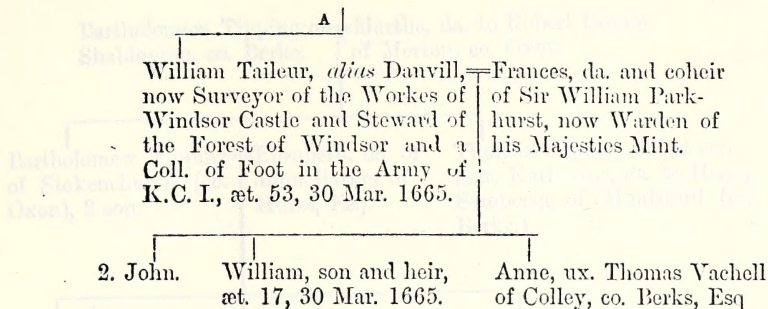 A
William Taileur, alias Danvill,
now Surveyor of the Workes of
Windsor Castle and Steward of
the Forest of Windsor and a
Coll. of Foot in the Army of
K.C. I., æt. 53, 30 Mar. 1665.
Frances, da. and coheir
of Sir William Park-
hurst, now Warden of
his Majesties Mint.
2. John.
William, son and heir,
æt. 17, 30 Mar. 1665.
Anne, ux. Thomas Vachell
of Colley, co. Berks, Esq